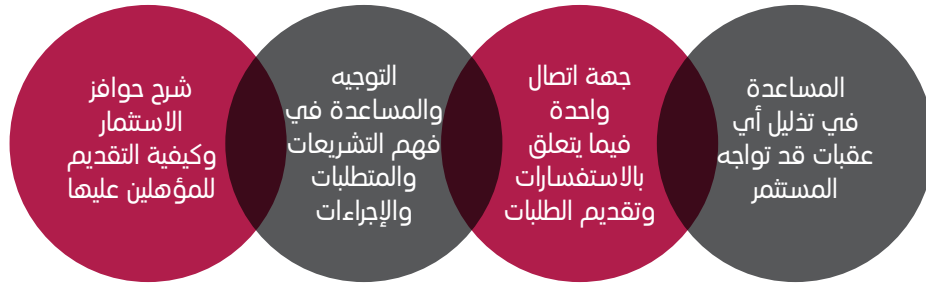 المساعدة
في تذليل أي
عقبات قد تواجه
المستثمر
جهة اتصال
واحدة
فيما يتعلق
بالاستفسارات
وتقديم الطلبات
التوجيه
والمساعدة في
فهم التشريعات
والمتطلبات
والإجراءات
شرح حوافز
الاستثمار
وكيفية التقديم
للمؤهلين عليها